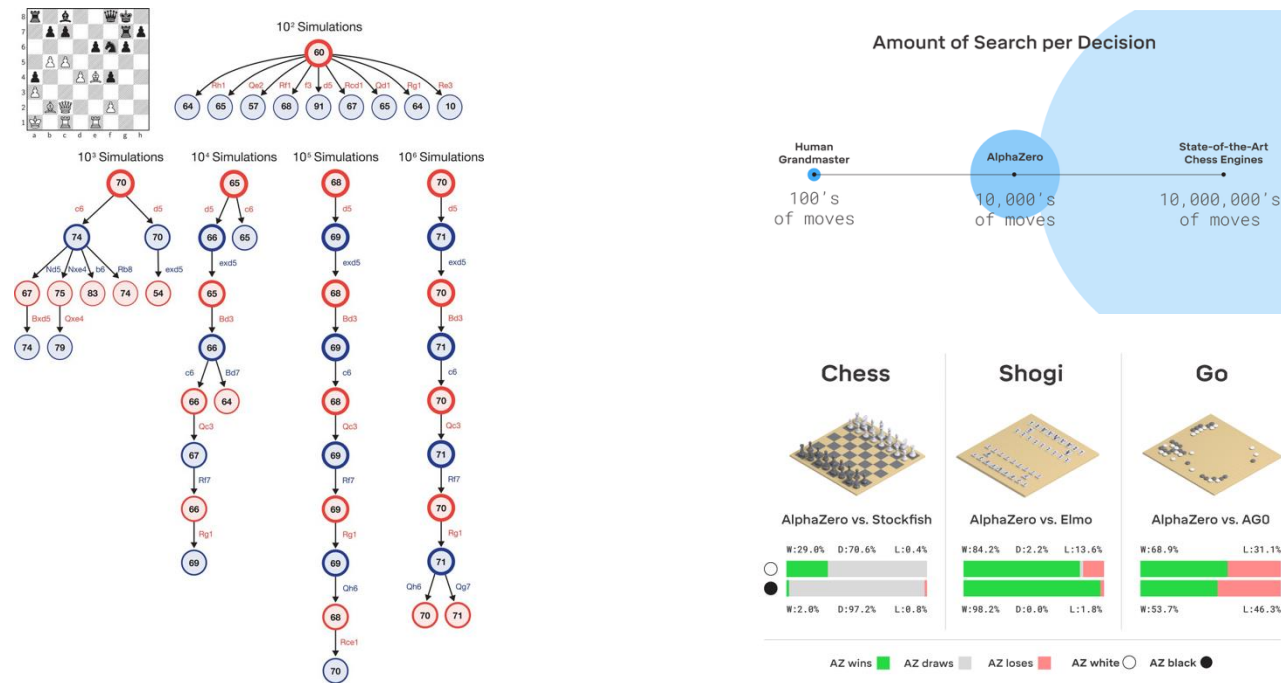 8
7
6
5
4
3
2
1
a b c d e f g h
10² Simulations
60
Rh1 Qe2 Rf1 f3 d5 Rcd1 Qd1 Rg1 Re3
64 65 57 68 91 67 65 64 10
10³ Simulations
70
c6 d5
74 70
Nd5 Nxe4 b6 Rb8 exd5
67 75 83 74 54
Bxd5 Qxe4
74 79
10⁴ Simulations
65
d5 c6
66 65
exd5
65
Bd3
66
c6 Bd7
66 64
Qc3
67
Rf7
66
Rg1
69
10⁵ Simulations
68
d5
69
exd5
68
Bd3
69
c6
68
Qc3
69
Rf7
69
Rg1
69
Qh6
68
Rce1
70
10⁶ Simulations
70
d5
71
exd5
70
Bd3
71
c6
70
Qc3
71
Rf7
70
Rg1
71
Qh6 Qg7
70 71
Amount of Search per Decision
Human
Grandmaster
100's
of moves
AlphaZero
10,000's
of moves
State-of-the-Art
Chess Engines
10,000,000's
of moves
Chess Shogi Go
AlphaZero vs. Stockfish AlphaZero vs. Elmo AlphaZero vs. AG0
W:29.0% D:70.6% L:0.4% W:84.2% D:2.2% L:13.6% W:68.9% L:31.1%
W:2.0% D:97.2% L:0.8% W:98.2% D:0.0% L:1.8% W:53.7% L:46.3%
AZ wins AZ draws AZ loses AZ white AZ black